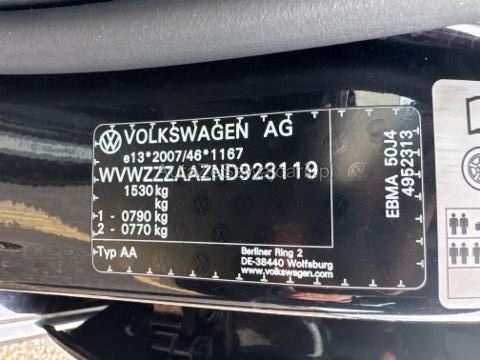 VOLKSWAGEN AG
e13*2007/46*1167
WVWZZZAAZND923119
1530 kg
kg
1 - 0790 kg
2 - 0770 kg
Typ AA
Berliner Ring 2
DE-38440 Wolfsburg
www.volkswagen.com
EBMA 50J4
4952313